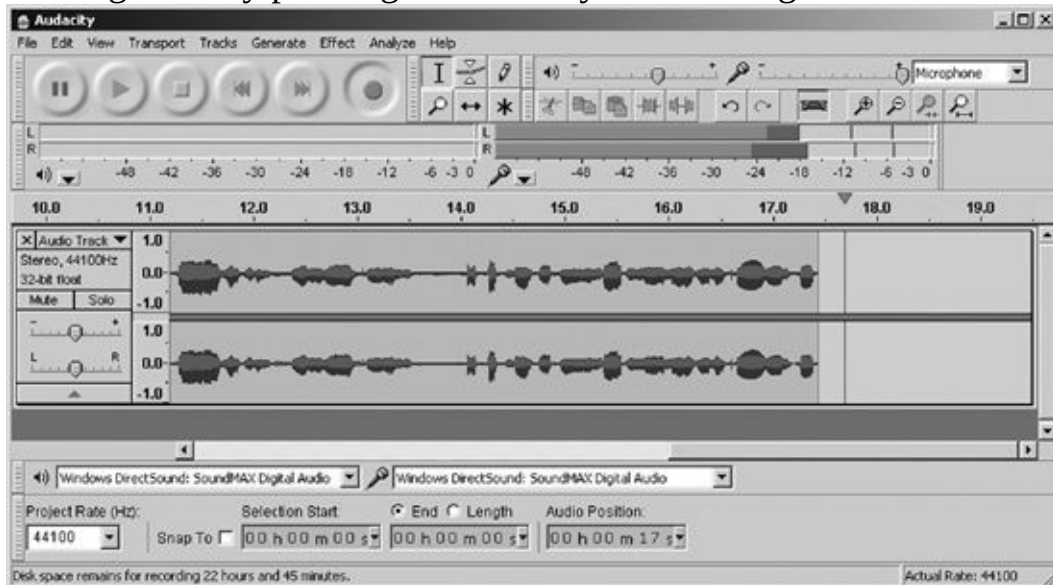 Audacity
File Edit View Transport Tracks Generate Effect Analyze Help
Microphone
L
R
-48 -42 -36 -30 -24 -18 -12 -6 -3 0
L
R
-48 -42 -36 -30 -24 -18 -12 -6 -3 0
10.0 11.0 12.0 13.0 14.0 15.0 16.0 17.0 18.0 19.0
Audio Track
Stereo, 44100Hz
32-bit float
Mute Solo
- +
L R
1.0
0.0
-1.0
1.0
0.0
-1.0
Windows DirectSound: SoundMAX Digital Audio Windows DirectSound: SoundMAX Digital Audio
Project Rate (Hz): Selection Start: End Length Audio Position:
44100 Snap To 00 h 00 m 00 s 00 h 00 m 00 s 00 h 00 m 17 s
Disk space remains for recording 22 hours and 45 minutes. Actual Rate: 44100